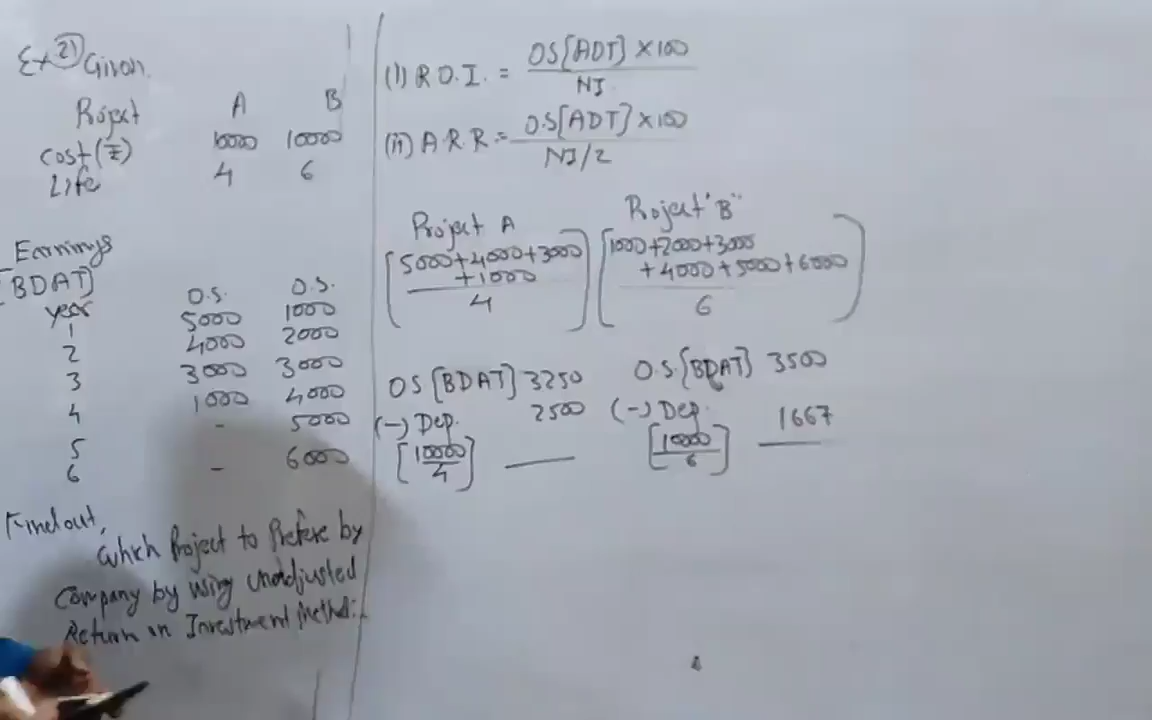 Ex 21) Given.
Project A B
Cost (₹) 10000 10000
Life 4 6
Earnings
[BDAT]
year O.S. O.S.
1 5000 1000
2 4000 2000
3 3000 3000
4 1000 4000
5 - 5000
6 - 6000
Find out,
which Project to Prefere by
Company by using Unadjusted
Return on Investment Method:-
(i) R.O.I. = OS[ADT] x 100
NI
(ii) A.R.R = O.S[ADT] x 100
NI/2
Project A
[5000+4000+3000
+1000
4]
OS [BDAT] 3250
(-) Dep. 2500
[10000
4]
Project "B"
[1000+2000+3000
+4000+5000+6000
6]
O.S.[BDAT] 3500
(-) Dep. 1667
[10000
6]